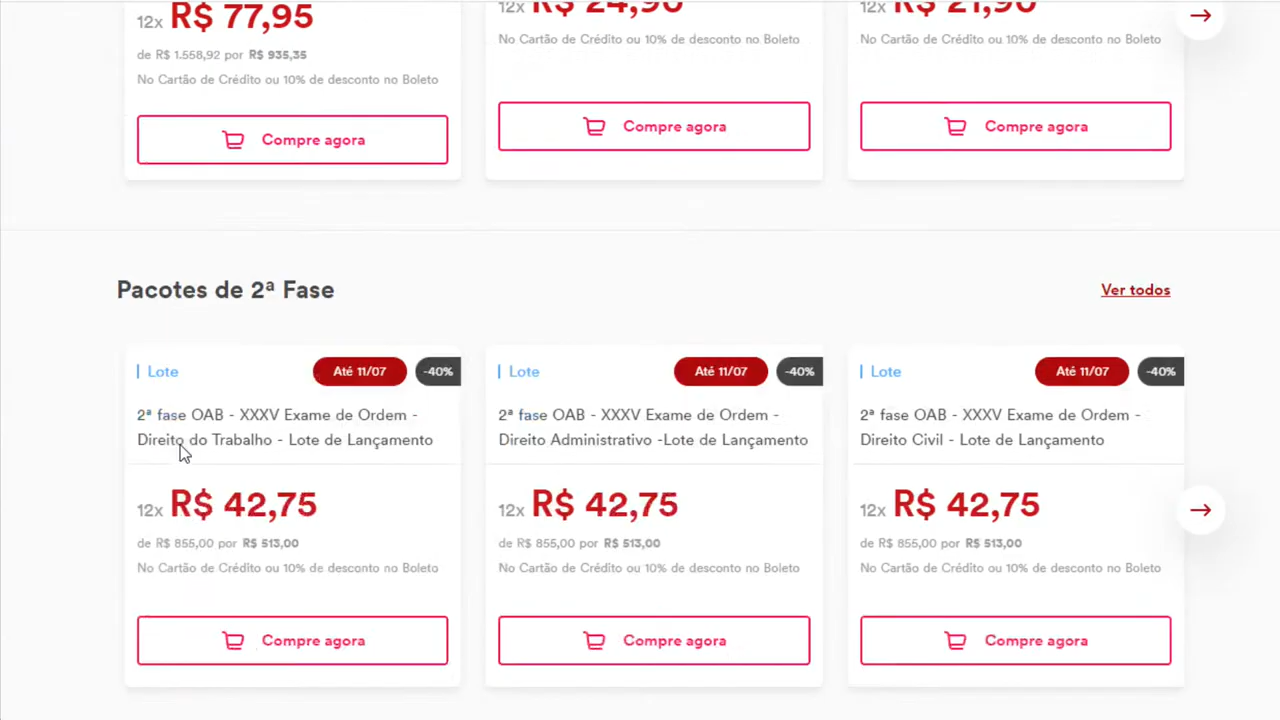 12x R$ 77,95
12x R$ 24,90
12x R$ 21,90
de R$ 1.558,92 por R$ 935,35
No Cartão de Crédito ou 10% de desconto no Boleto
No Cartão de Crédito ou 10% de desconto no Boleto
No Cartão de Crédito ou 10% de desconto no Boleto
Compre agora
Compre agora
Compre agora
Pacotes de 2ª Fase
Ver todos
Lote
Até 11/07
-40%
2ª fase OAB - XXXV Exame de Ordem -
Direito do Trabalho - Lote de Lançamento
12x R$ 42,75
de R$ 855,00 por R$ 513,00
No Cartão de Crédito ou 10% de desconto no Boleto
Compre agora
Lote
Até 11/07
-40%
2ª fase OAB - XXXV Exame de Ordem -
Direito Administrativo -Lote de Lançamento
12x R$ 42,75
de R$ 855,00 por R$ 513,00
No Cartão de Crédito ou 10% de desconto no Boleto
Compre agora
Lote
Até 11/07
-40%
2ª fase OAB - XXXV Exame de Ordem -
Direito Civil - Lote de Lançamento
12x R$ 42,75
de R$ 855,00 por R$ 513,00
No Cartão de Crédito ou 10% de desconto no Boleto
Compre agora